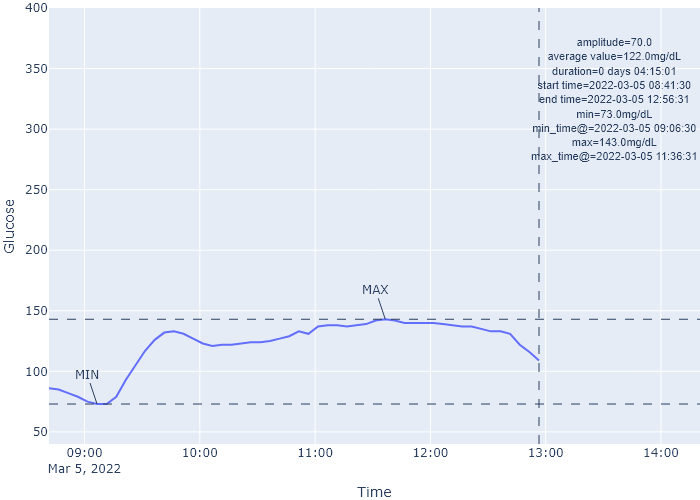 400
350
300
250
200
150
100
50
Glucose
amplitude=70.0
average value=122.0mg/dL
duration=0 days 04:15:01
start time=2022-03-05 08:41:30
end time=2022-03-05 12:56:31
min=73.0mg/dL
min_time@=2022-03-05 09:06:30
max=143.0mg/dL
max_time@=2022-03-05 11:36:31
MAX
MIN
09:00 10:00 11:00 12:00 13:00 14:00
Mar 5, 2022
Time